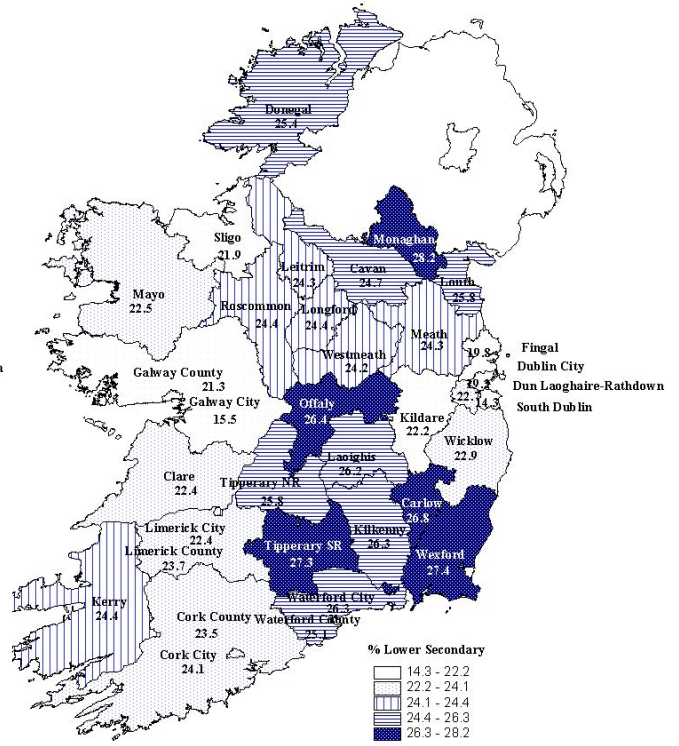 Donegal
25.4
Monaghan
28.2
Sligo
21.9
Leitrim
24.3
Cavan
24.7
Louth
25.8
Mayo
22.5
Roscommon
24.4
Longford
24.4
Meath
24.3
Westmeath
24.2
19.8
Fingal
Dublin City
19.2
Dun Laoghaire-Rathdown
22.
14.3
South Dublin
Galway County
21.3
Galway City
15.5
Offaly
26.4
Kildare
22.2
Wicklow
22.9
Laoighis
26.2
Clare
22.4
Tipperary NR
25.8
Carlow
26.8
Limerick City
22.4
Limerick County
23.7
Tipperary SR
27.3
Kilkenny
26.3
Wexford
27.4
Kerry
24.4
Waterford City
26.3
Waterford County
25.1
Cork County
23.5
Cork City
24.1
% Lower Secondary
14.3 - 22.2
22.2 - 24.1
24.1 - 24.4
24.4 - 26.3
26.3 - 28.2